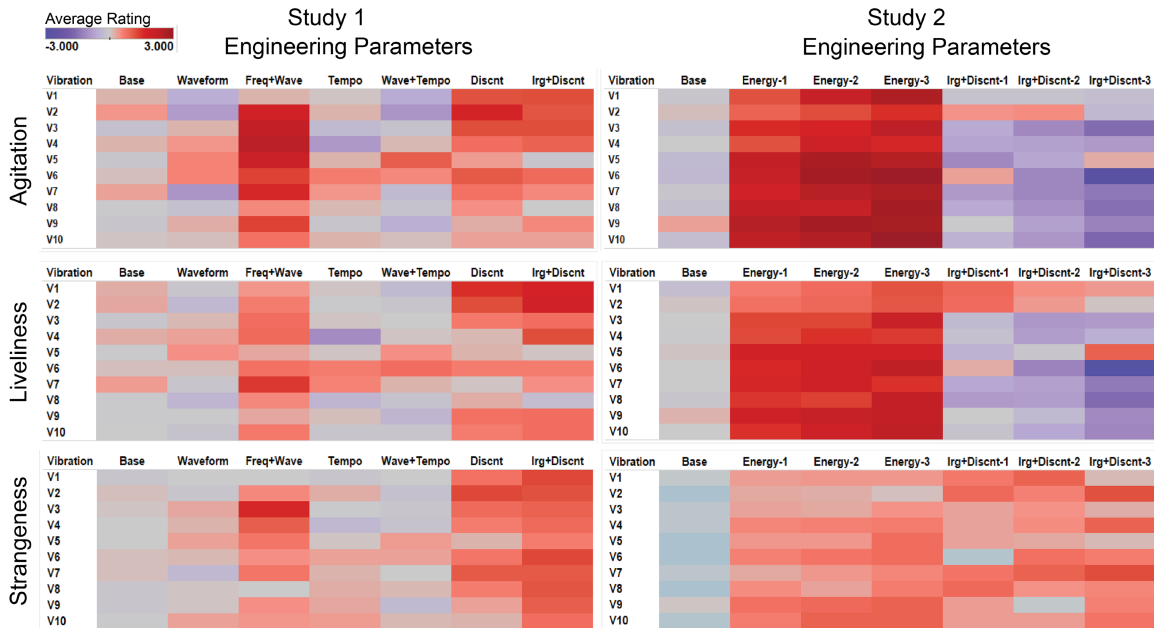 Average Rating
-3.000 3.000
Study 1
Engineering Parameters
Study 2
Engineering Parameters
Agitation
Vibration Base Waveform Freq+Wave Tempo Wave+Tempo Discnt Irg+Discnt
V1
V2
V3
V4
V5
V6
V7
V8
V9
V10
Vibration Base Energy-1 Energy-2 Energy-3 Irg+Discnt-1 Irg+Discnt-2 Irg+Discnt-3
V1
V2
V3
V4
V5
V6
V7
V8
V9
V10
Liveliness
Vibration Base Waveform Freq+Wave Tempo Wave+Tempo Discnt Irg+Discnt
V1
V2
V3
V4
V5
V6
V7
V8
V9
V10
Vibration Base Energy-1 Energy-2 Energy-3 Irg+Discnt-1 Irg+Discnt-2 Irg+Discnt-3
V1
V2
V3
V4
V5
V6
V7
V8
V9
V10
Strangeness
Vibration Base Waveform Freq+Wave Tempo Wave+Tempo Discnt Irg+Discnt
V1
V2
V3
V4
V5
V6
V7
V8
V9
V10
Vibration Base Energy-1 Energy-2 Energy-3 Irg+Discnt-1 Irg+Discnt-2 Irg+Discnt-3
V1
V2
V3
V4
V5
V6
V7
V8
V9
V10